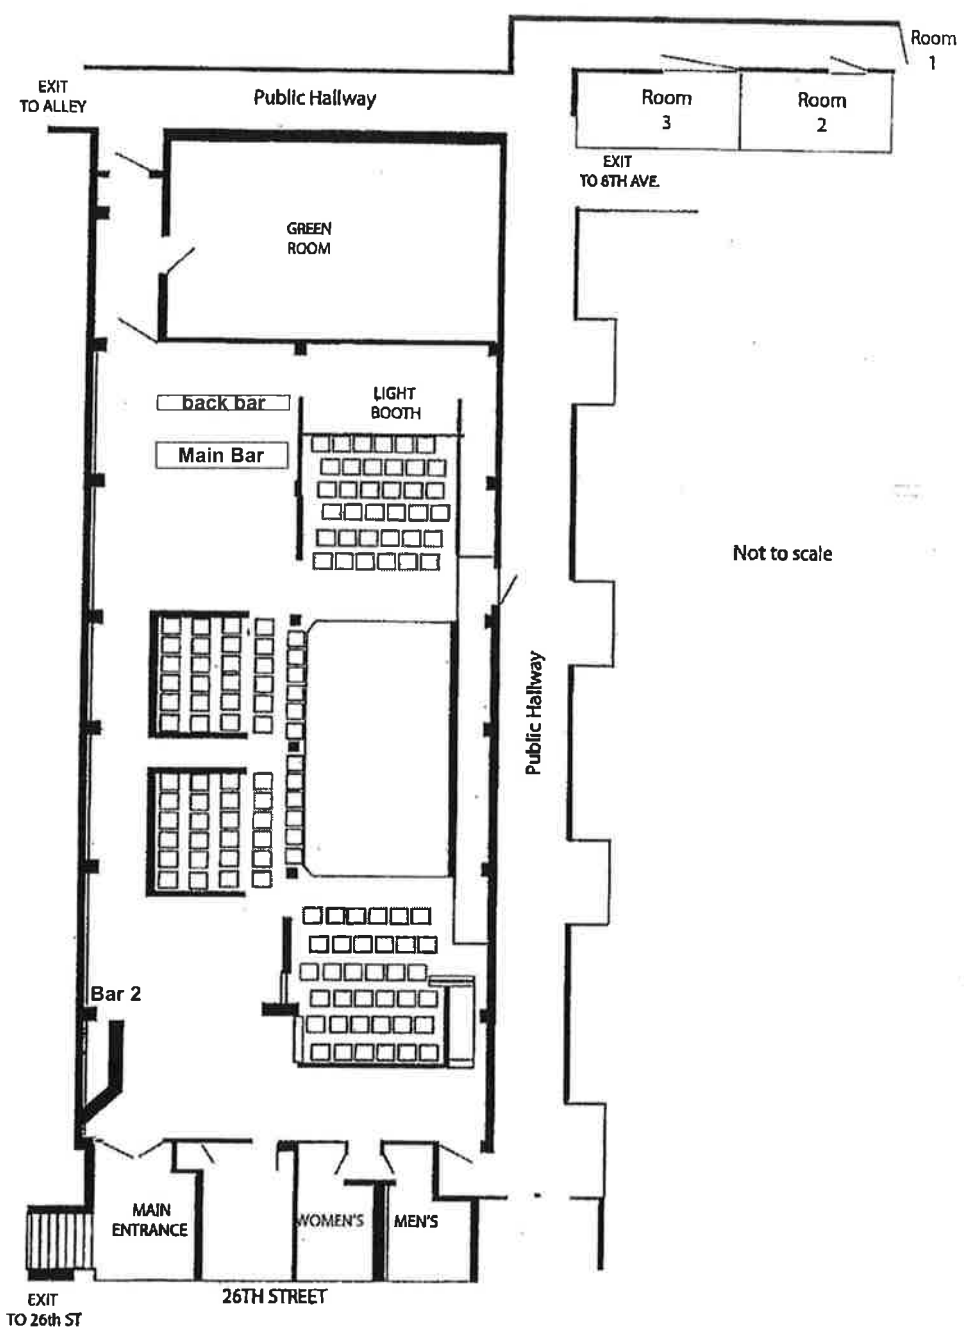 Room
1
EXIT
TO ALLEY
Public Hallway
Room
3
Room
2
EXIT
TO 8TH AVE.
GREEN
ROOM
LIGHT
BOOTH
back bar
Main Bar
Not to scale
Public Hallway
Bar 2
MAIN
ENTRANCE
WOMEN'S
MEN'S
26TH STREET
EXIT
TO 26th ST